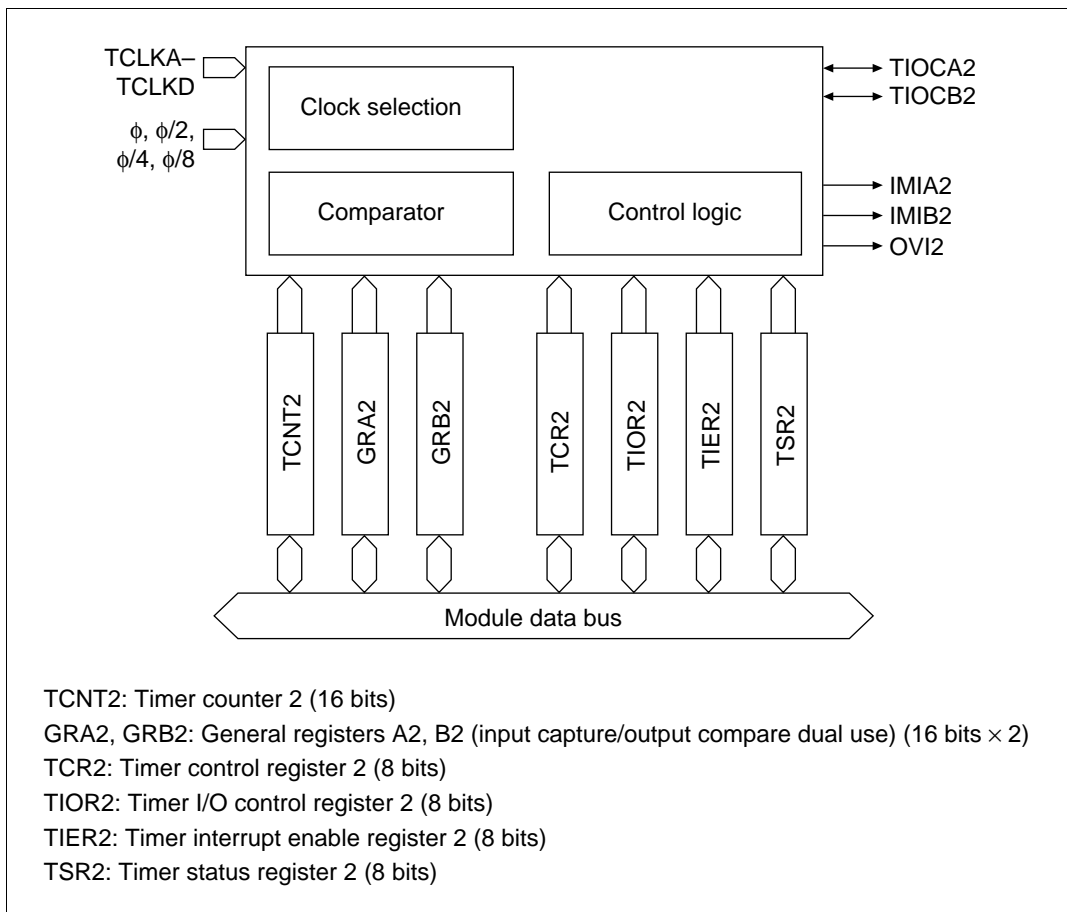 TCLKA–
TCLKD
ϕ, ϕ/2,
ϕ/4, ϕ/8
Clock selection
Comparator
Control logic
TIOCA2
TIOCB2
IMIA2
IMIB2
OVI2
TCNT2
GRA2
GRB2
TCR2
TIOR2
TIER2
TSR2
Module data bus
TCNT2: Timer counter 2 (16 bits)
GRA2, GRB2: General registers A2, B2 (input capture/output compare dual use) (16 bits × 2)
TCR2: Timer control register 2 (8 bits)
TIOR2: Timer I/O control register 2 (8 bits)
TIER2: Timer interrupt enable register 2 (8 bits)
TSR2: Timer status register 2 (8 bits)